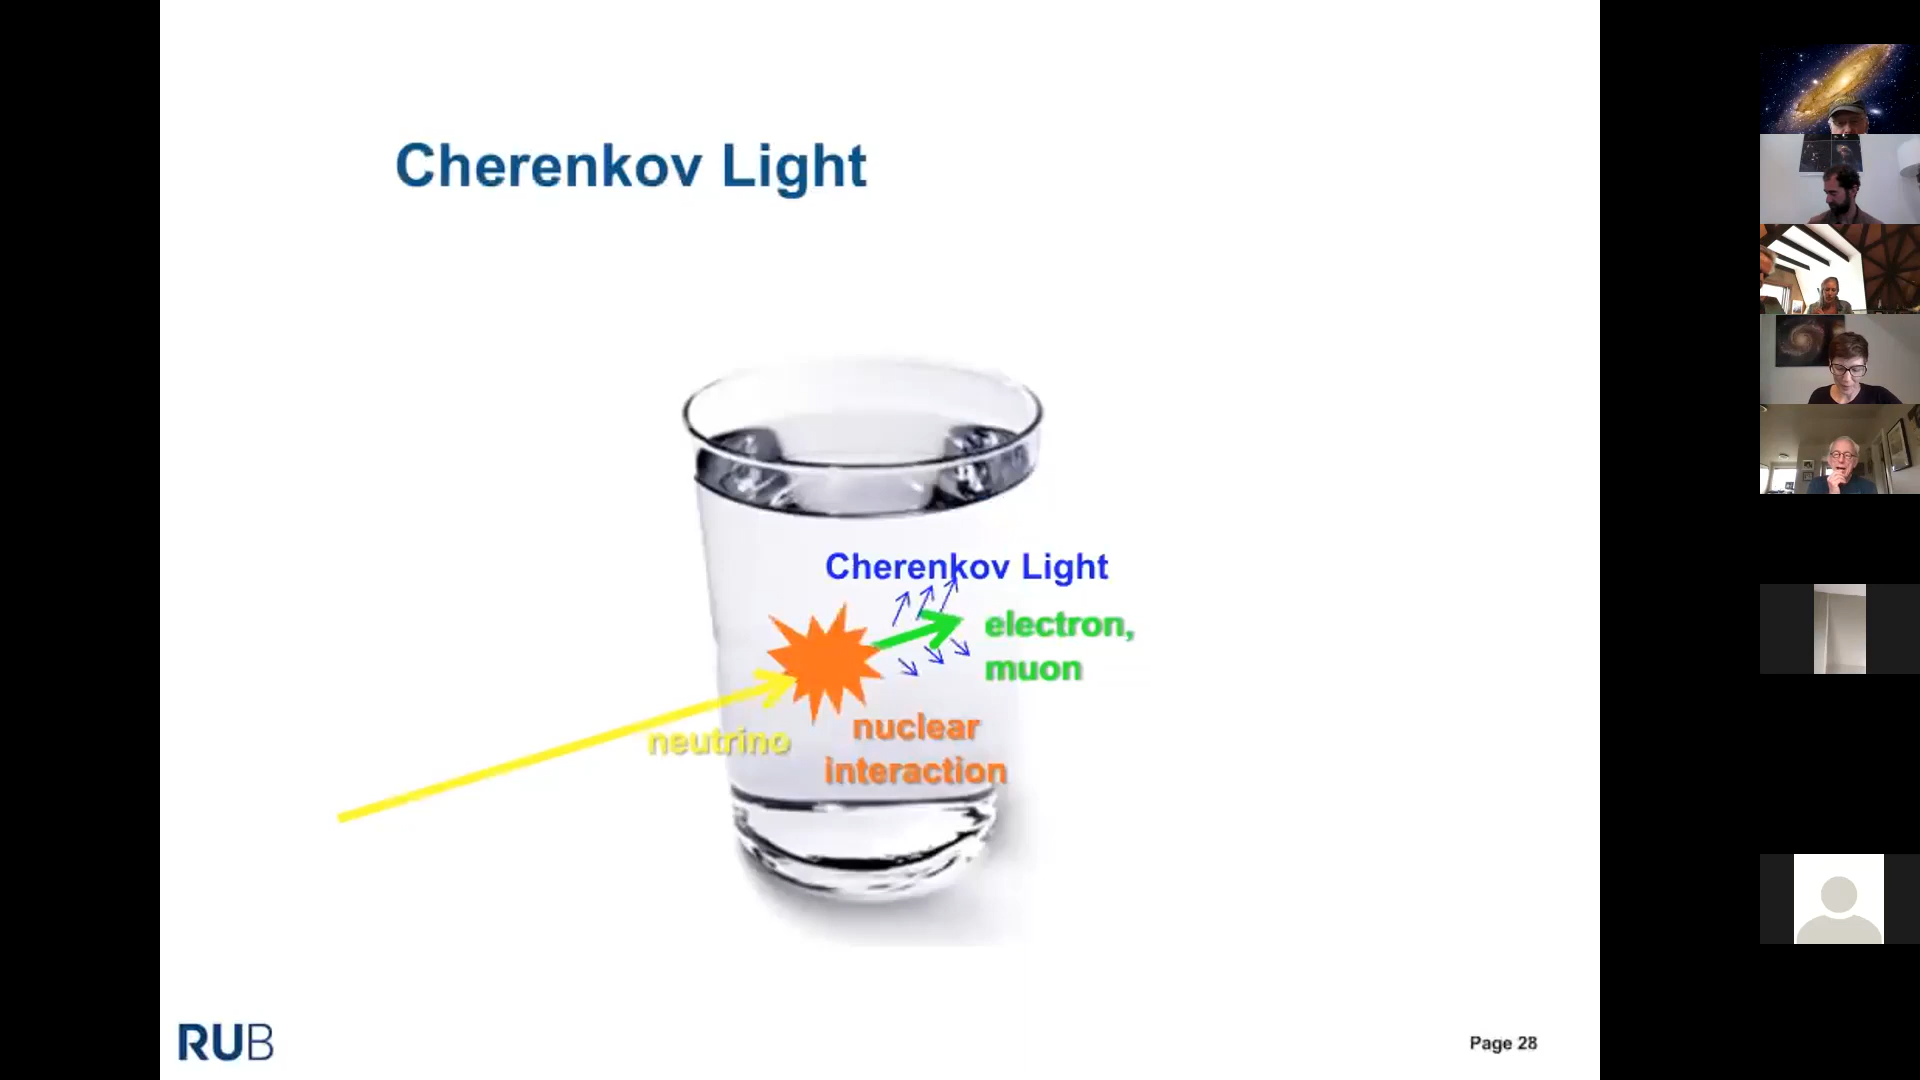 Cherenkov Light
Cherenkov Light
electron,
muon
neutrino
nuclear
interaction
RUB
Page 28